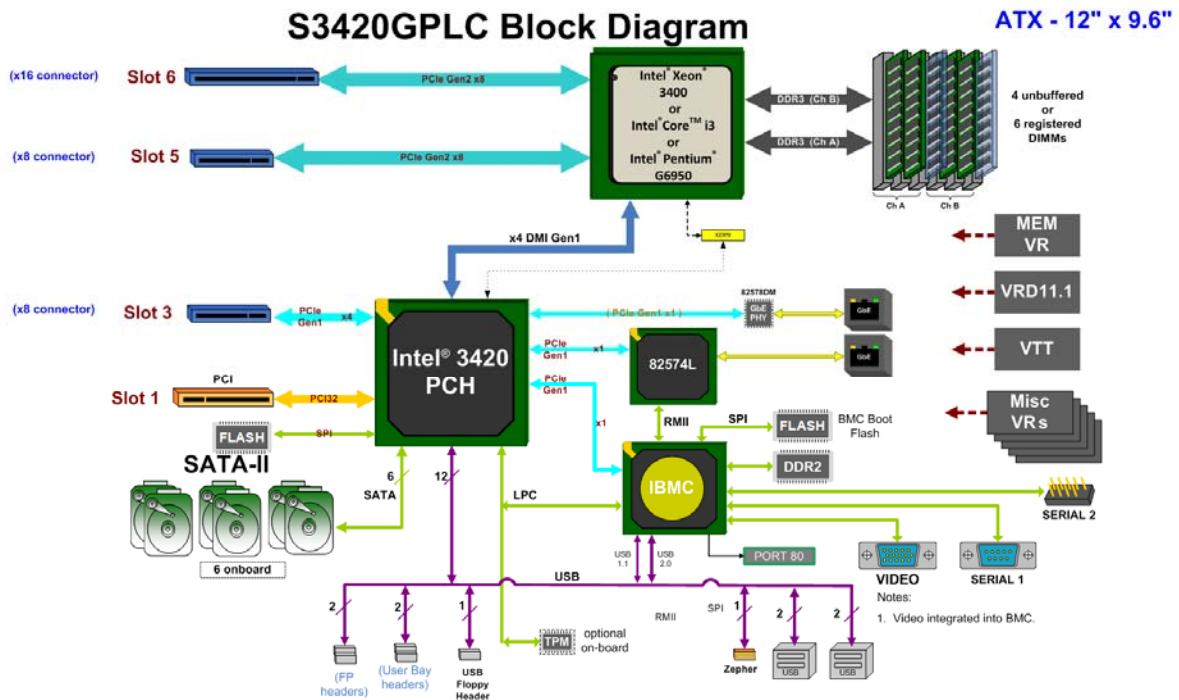 S3420GPLC Block Diagram
ATX - 12" x 9.6"
(x16 connector)
Slot 6
PCIe Gen2 x8
Intel® Xeon®
3400
or
Intel® Core™ i3
or
Intel® Pentium®
G6950
DDR3 (Ch B)
DDR3 (Ch A)
4 unbuffered
or
6 registered
DIMMs
(x8 connector)
Slot 5
PCIe Gen2 x8
Ch A
Ch B
x4 DMI Gen1
MEM
VR
VRD11.1
VTT
Misc
VRs
(x8 connector)
Slot 3
PCIe
Gen1
x4
Intel® 3420
PCH
( PCIe Gen1 x1 )
82578DM
GbE
PHY
GbE
PCIe
Gen1
x1
82574L
GbE
PCIe
Gen1
x1
Slot 1
PCI
PCI32
FLASH
SPI
RMII
SPI
FLASH
BMC Boot
Flash
DDR2
IBMC
SATA-II
6
SATA
12
LPC
6 onboard
USB
1.1
USB
2.0
PORT 80
SERIAL 2
VIDEO
SERIAL 1
Notes:
1. Video integrated into BMC.
USB
2
2
1
RMII
SPI
1
2
2
(FP
headers)
(User Bay
headers)
USB
Floppy
Header
TPM
optional
on-board
Zepher
USB
USB